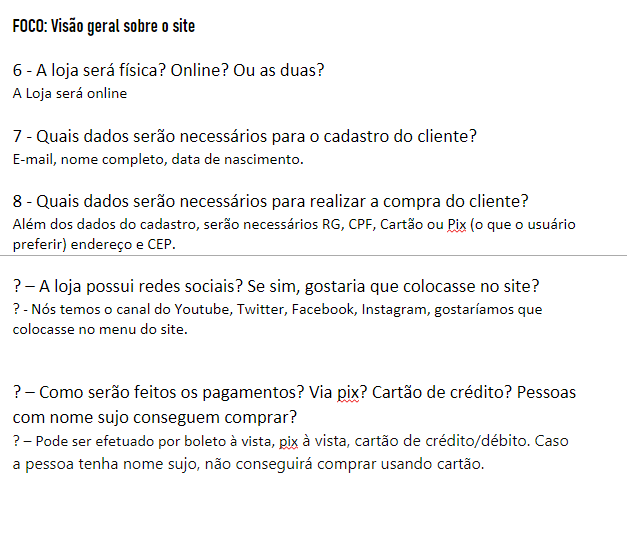 FOCO: Visão geral sobre o site
6 - A loja será física? Online? Ou as duas?
A Loja será online
7 - Quais dados serão necessários para o cadastro do cliente?
E-mail, nome completo, data de nascimento.
8 - Quais dados serão necessários para realizar a compra do cliente?
Além dos dados do cadastro, serão necessários RG, CPF, Cartão ou Pix (o que o usuário
preferir) endereço e CEP.
? – A loja possui redes sociais? Se sim, gostaria que colocasse no site?
? - Nós temos o canal do Youtube, Twitter, Facebook, Instagram, gostaríamos que
colocasse no menu do site.
? – Como serão feitos os pagamentos? Via pix? Cartão de crédito? Pessoas
com nome sujo conseguem comprar?
? – Pode ser efetuado por boleto à vista, pix à vista, cartão de crédito/débito. Caso
a pessoa tenha nome sujo, não conseguirá comprar usando cartão.